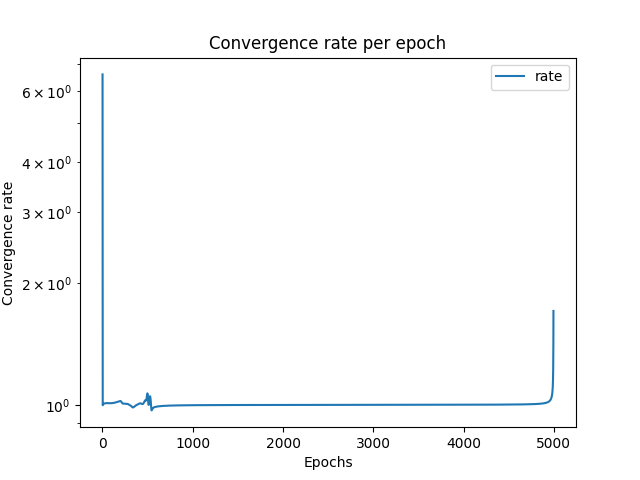 Convergence rate per epoch
rate
6 × 10⁰
4 × 10⁰
3 × 10⁰
2 × 10⁰
10⁰
Convergence rate
0 1000 2000 3000 4000 5000
Epochs